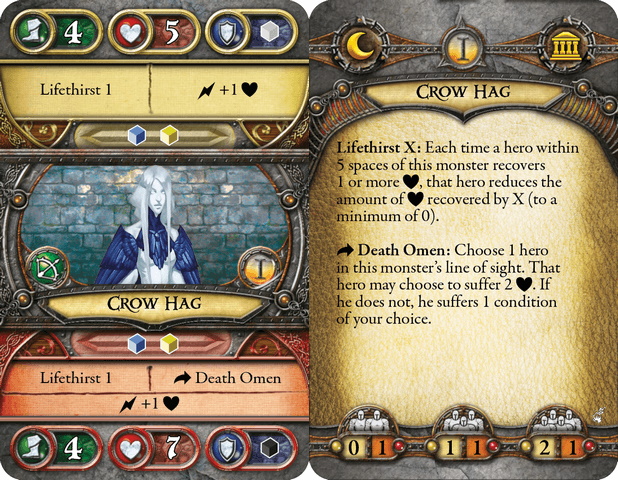 4 5
Lifethirst 1 +1
I
Crow Hag
Lifethirst 1 Death Omen
+1
4 7
I
Crow Hag
Lifethirst X: Each time a hero within
5 spaces of this monster recovers
1 or more , that hero reduces the
amount of recovered by X (to a
minimum of 0).
Death Omen: Choose 1 hero
in this monster's line of sight. That
hero may choose to suffer 2 . If
he does not, he suffers 1 condition
of your choice.
0 1 1 1 2 1